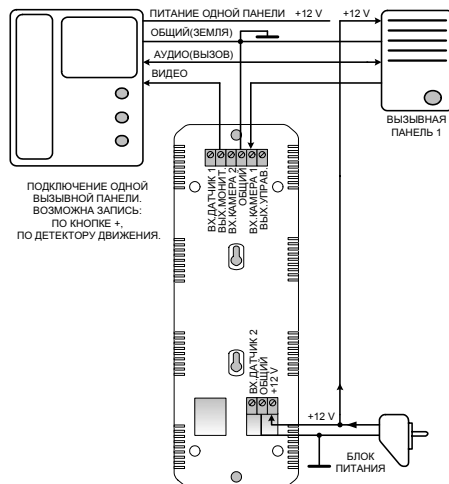 ПИТАНИЕ ОДНОЙ ПАНЕЛИ +12 V +12 V
ОБЩИЙ(ЗЕМЛЯ)
АУДИО(ВЫЗОВ)
ВИДЕО
ВЫЗЫВНАЯ
ПАНЕЛЬ 1
ПОДКЛЮЧЕНИЕ ОДНОЙ
ВЫЗЫВНОЙ ПАНЕЛИ.
ВОЗМОЖНА ЗАПИСЬ:
ПО КНОПКЕ +,
ПО ДЕТЕКТОРУ ДВИЖЕНИЯ.
ВХ.ДАТЧИК 1
ВЫХ.МОНИТ.
ВХ.КАМЕРА 2
ОБЩИЙ
ВХ.КАМЕРА 1
ВЫХ.УПРАВ.
ВХ.ДАТЧИК 2
ОБЩИЙ
+12 V
+12 V
БЛОК
ПИТАНИЯ